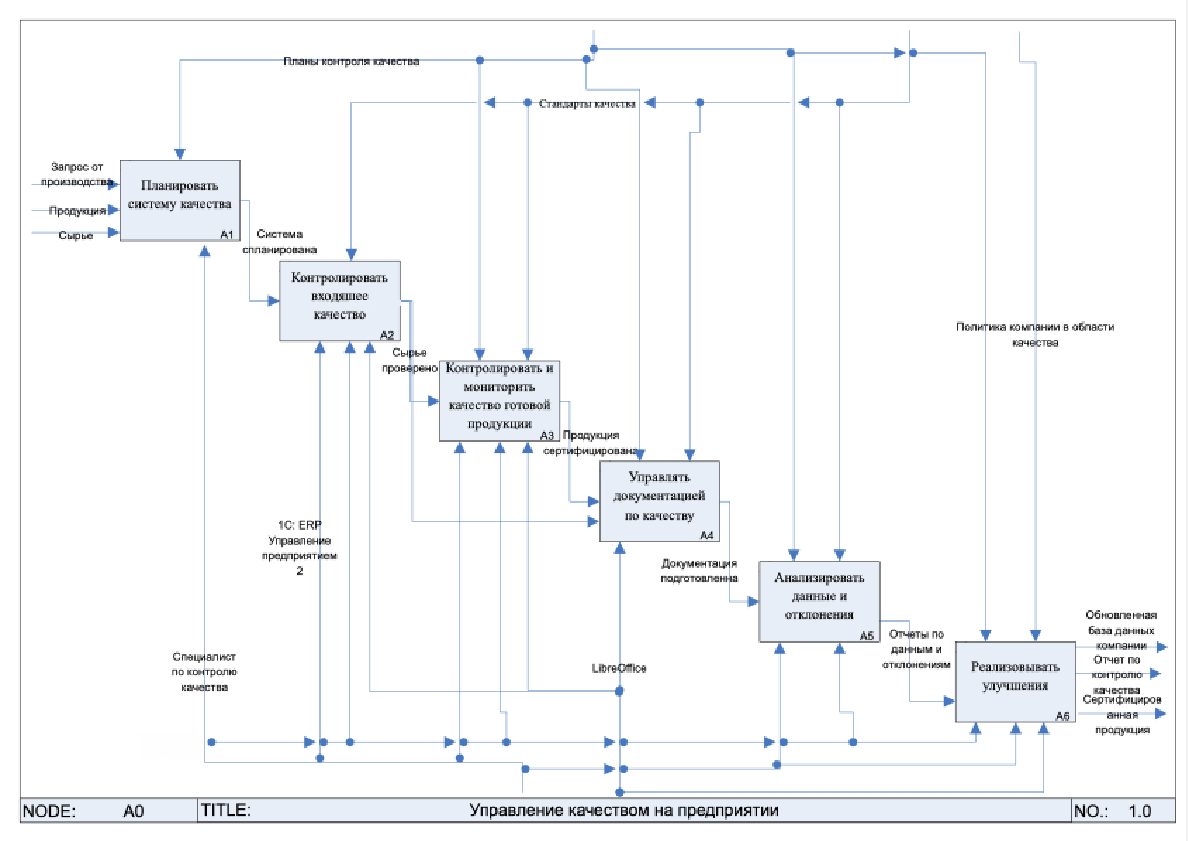 Планы контроля качества
Стандарты качества
Запрос от
производства
Продукция
Сырье
Планировать
систему качества
A1
Система
спланирована
Контролировать
входящее
качество
A2
Сырье
проверено
Контролировать и
мониторить
качество готовой
продукции
A3
Продукция
сертифицирована
Управлять
документацией
по качеству
A4
Политика компании в области
качества
1С: ERP
Управление
предприятием
2
Документация
подготовленна
Анализировать
данные и
отклонения
A5
Отчеты по
данным и
отклонениям
Реализовывать
улучшения
A6
Обновленная
база данных
компании
Отчет по
контролю
качества
Сертифициров
анная
продукция
Специалист
по контролю
качества
LibreOffice
NODE: A0 TITLE: Управление качеством на предприятии NO.: 1.0